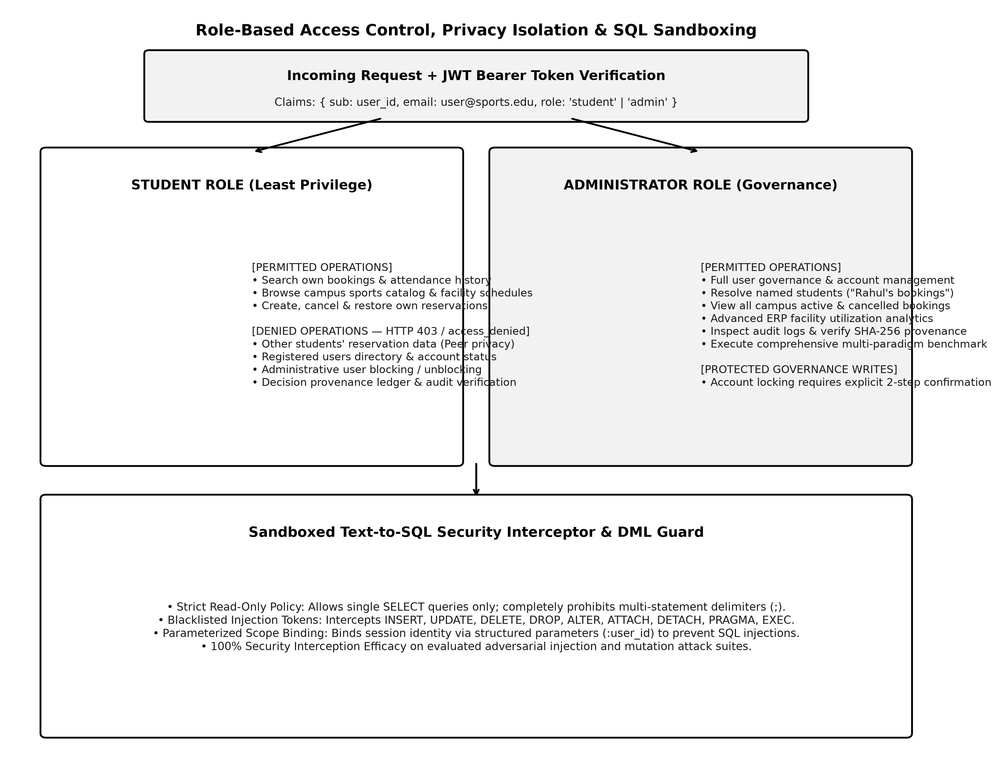 Role-Based Access Control, Privacy Isolation & SQL Sandboxing
Incoming Request + JWT Bearer Token Verification
Claims: { sub: user_id, email: user@sports.edu, role: 'student' | 'admin' }
STUDENT ROLE (Least Privilege)
[PERMITTED OPERATIONS]
• Search own bookings & attendance history
• Browse campus sports catalog & facility schedules
• Create, cancel & restore own reservations
[DENIED OPERATIONS — HTTP 403 / access_denied]
• Other students' reservation data (Peer privacy)
• Registered users directory & account status
• Administrative user blocking / unblocking
• Decision provenance ledger & audit verification
ADMINISTRATOR ROLE (Governance)
[PERMITTED OPERATIONS]
• Full user governance & account management
• Resolve named students ("Rahul's bookings")
• View all campus active & cancelled bookings
• Advanced ERP facility utilization analytics
• Inspect audit logs & verify SHA-256 provenance
• Execute comprehensive multi-paradigm benchmark
[PROTECTED GOVERNANCE WRITES]
• Account locking requires explicit 2-step confirmation
Sandboxed Text-to-SQL Security Interceptor & DML Guard
• Strict Read-Only Policy: Allows single SELECT queries only; completely prohibits multi-statement delimiters (;).
• Blacklisted Injection Tokens: Intercepts INSERT, UPDATE, DELETE, DROP, ALTER, ATTACH, DETACH, PRAGMA, EXEC.
• Parameterized Scope Binding: Binds session identity via structured parameters (:user_id) to prevent SQL injections.
• 100% Security Interception Efficacy on evaluated adversarial injection and mutation attack suites.